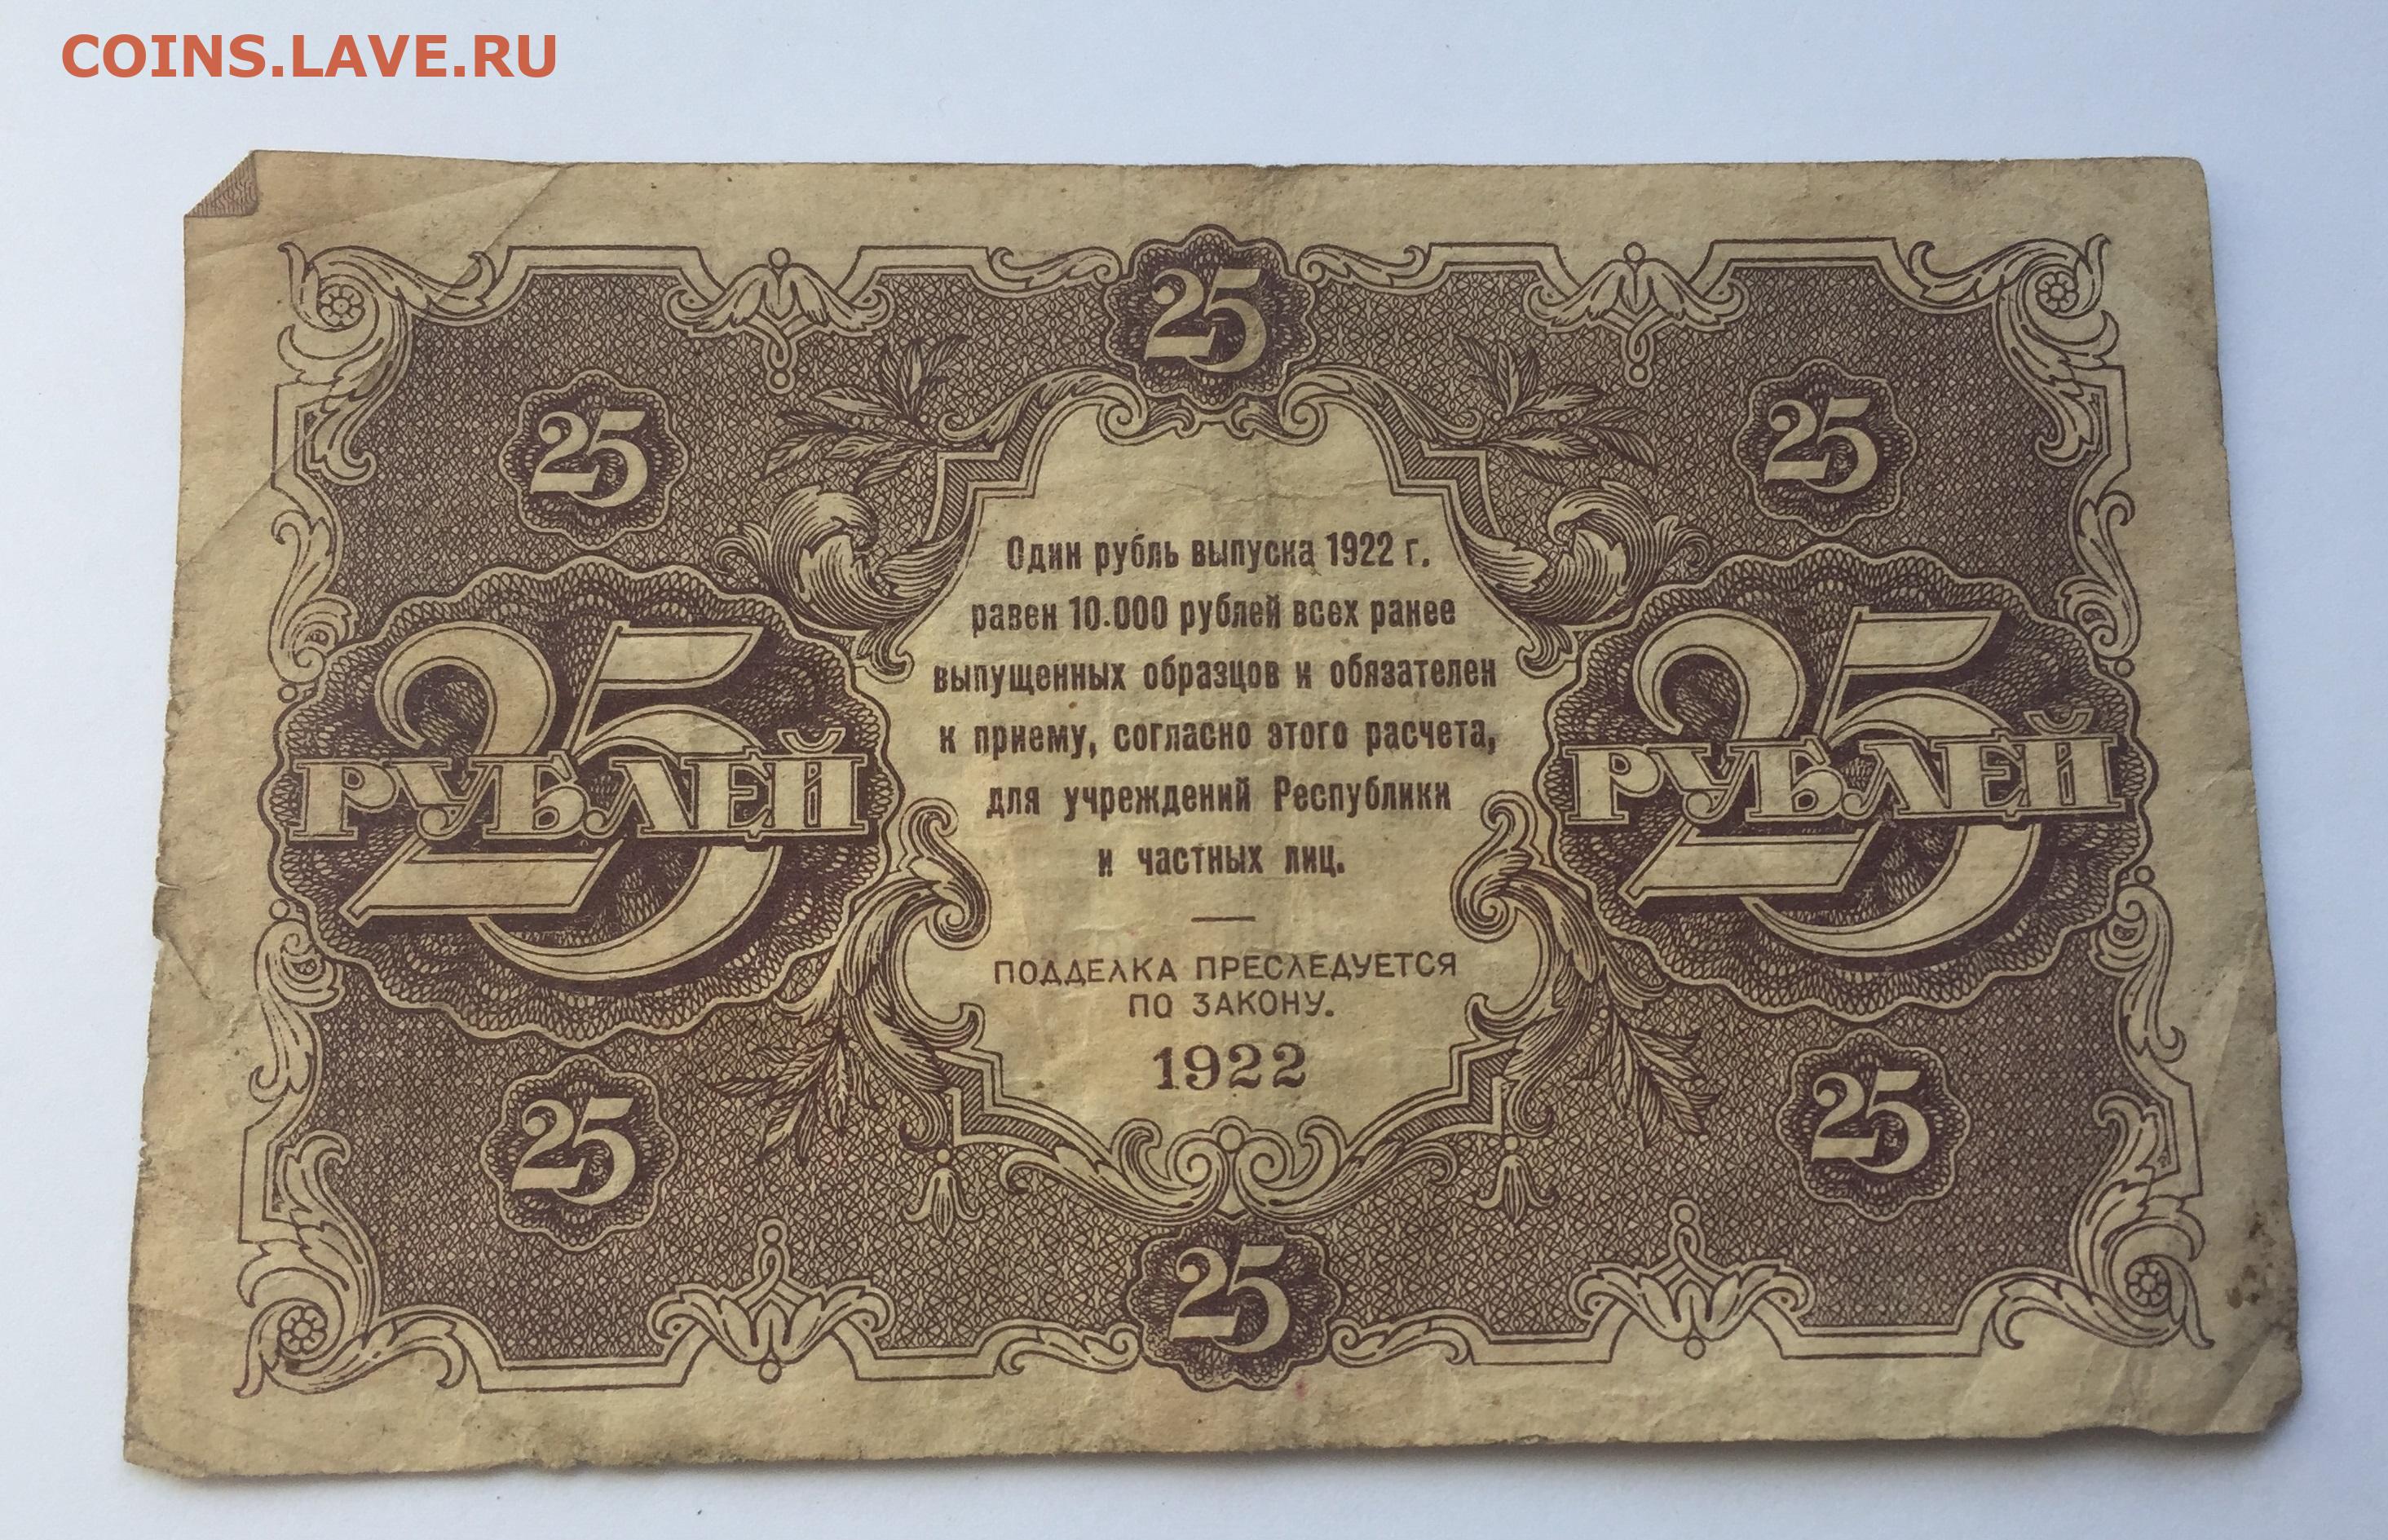 COINS.LAVE.RU
25
25
25
Один рубль выпуска 1922 г.
равен 10.000 рублей всех ранее
выпущенных образцов и обязателен
к приему, согласно этого расчета,
для учреждений Республики
и частных лиц.
25
РУБЛЕЙ
25
РУБЛЕЙ
ПОДДЕЛКА ПРЕСЛЕДУЕТСЯ
ПО ЗАКОНУ.
1922
25
25
25